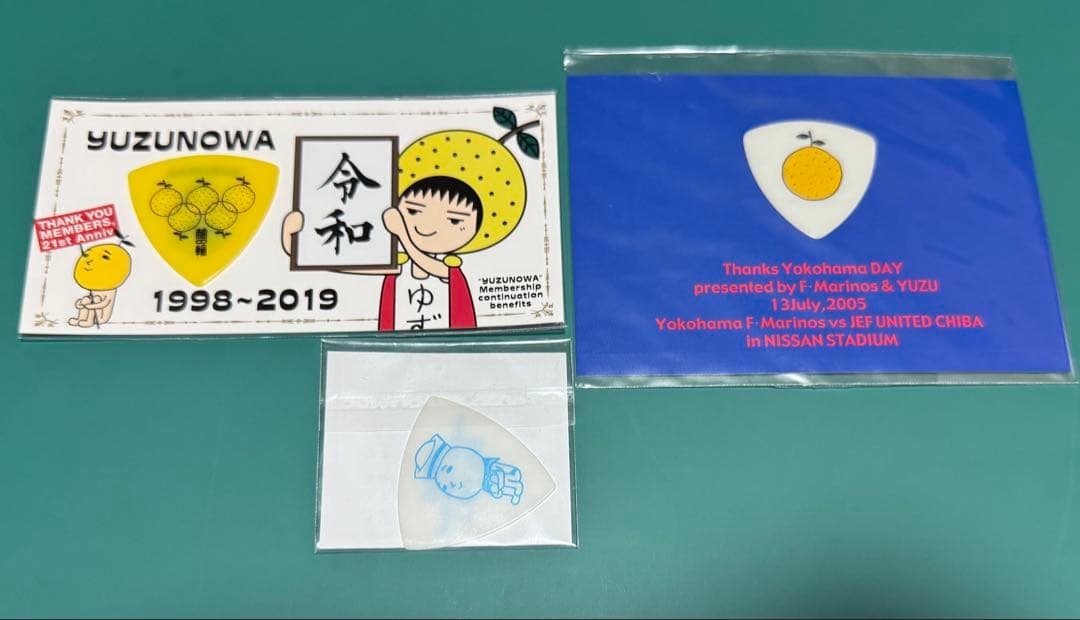 YUZUNOWA
令和
THANK YOU
MEMBERS,
21st Anniv
1998~2019
ゆず
"YUZUNOWA"
Membership
continuation
benefits
Thanks Yokohama DAY
presented by F·Marinos & YUZU
13July,2005
Yokohama F·Marinos vs JEF UNITED CHIBA
in NISSAN STADIUM